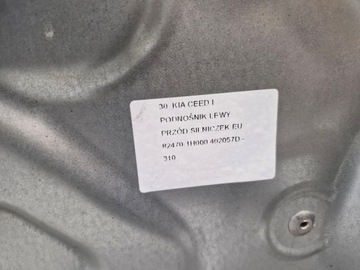 30 KIA CEED I
PODNOŚNIK LEWY
PRZÓD SILNICZEK EU
82470-1H000 402057D-
310